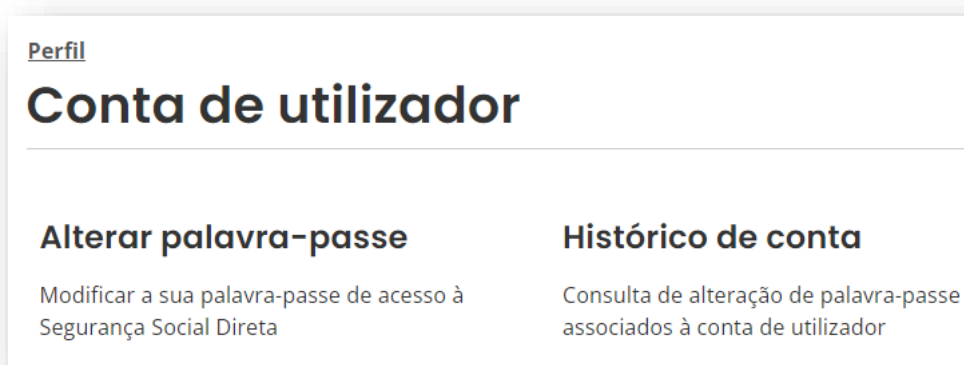 Perfil
Conta de utilizador
Alterar palavra-passe
Modificar a sua palavra-passe de acesso à
Segurança Social Direta
Histórico de conta
Consulta de alteração de palavra-passe
associados à conta de utilizador